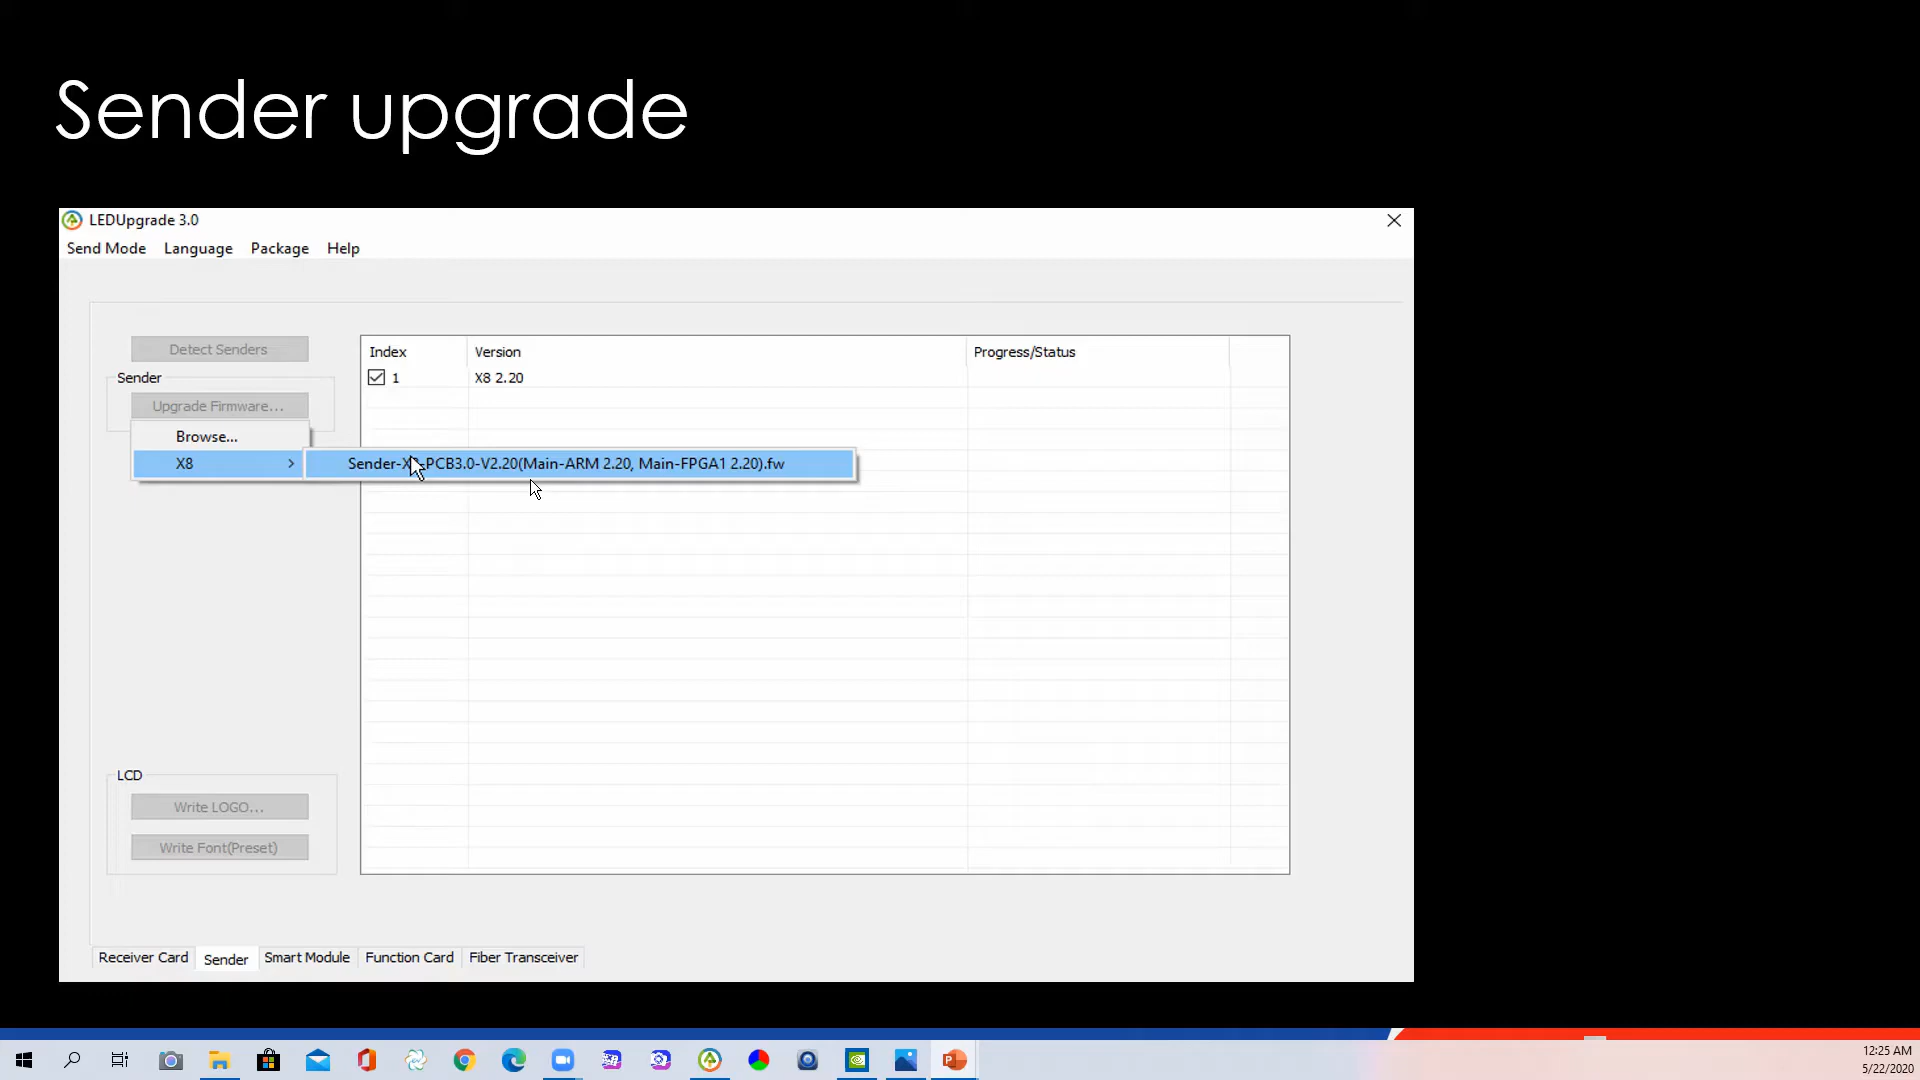 Sender upgrade
LEDUpgrade 3.0
Send Mode Language Package Help
Detect Senders
Index Version Progress/Status
Sender
1 X8 2.20
Upgrade Firmware...
Browse...
X8 > Sender-X PCB3.0-V2.20(Main-ARM 2.20, Main-FPGA1 2.20).fw
LCD
Write LOGO...
Write Font(Preset)
Receiver Card Sender Smart Module Function Card Fiber Transceiver
12:25 AM
5/22/2020